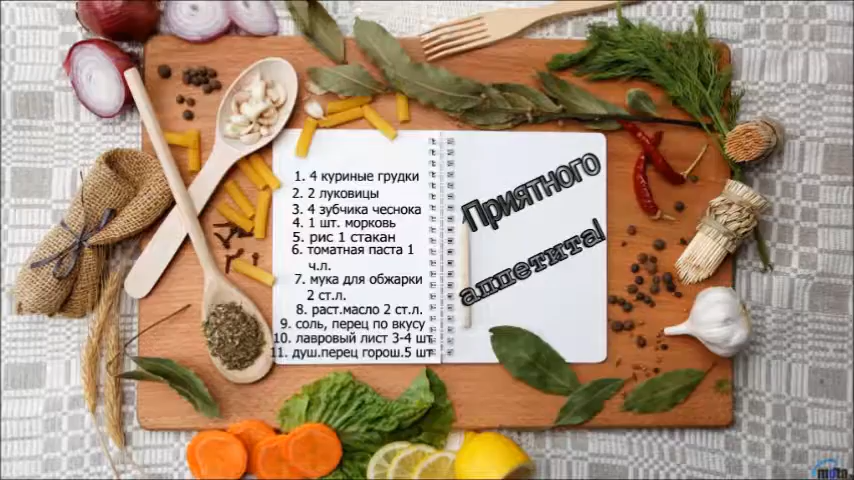 1. 4 куриные грудки
2. 2 луковицы
3. 4 зубчика чеснока
4. 1 шт. морковь
5. рис 1 стакан
6. томатная паста 1
ч.л.
7. мука для обжарки
2 ст.л.
8. раст.масло 2 ст.л.
9. соль, перец по вкусу
10. лавровый лист 3-4 шт
11. душ.перец горош.5 шт
Приятного
аппетита!